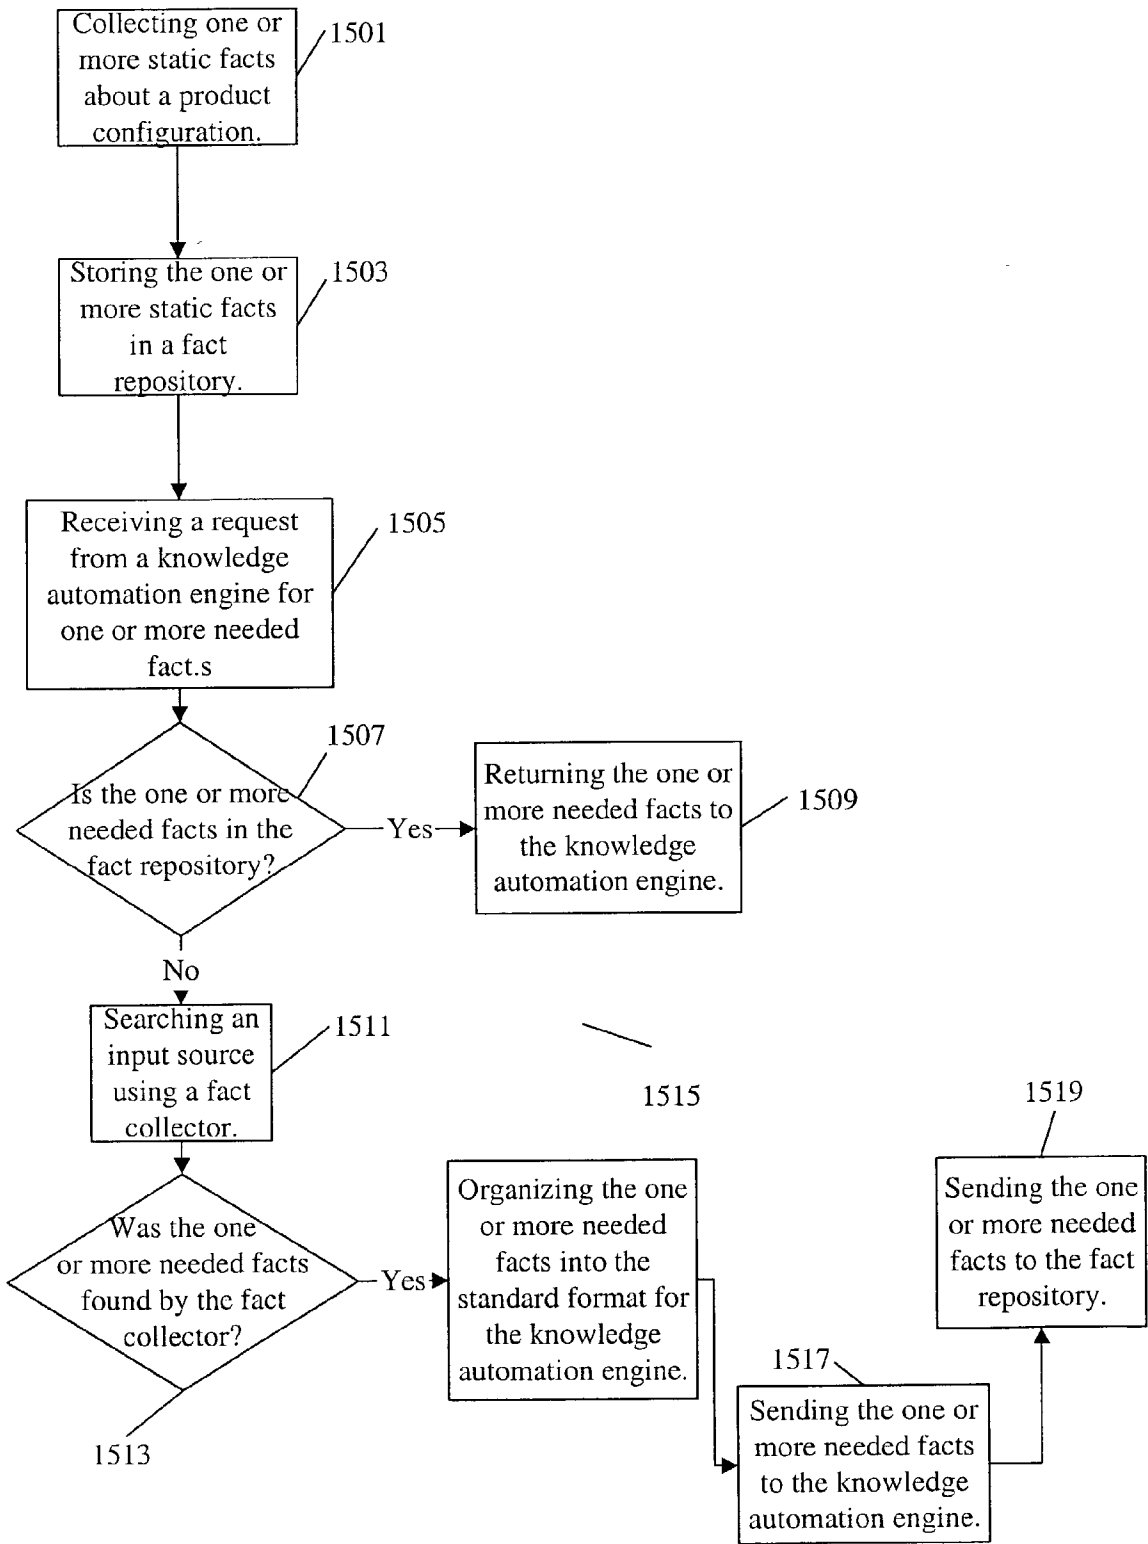 Collecting one or
more static facts
about a product
configuration.
1501
Storing the one or
more static facts
in a fact
repository.
1503
Receiving a request
from a knowledge
automation engine for
one or more needed
fact.s
1505
1507
Is the one or more
needed facts in the
fact repository?
Yes
Returning the one or
more needed facts to
the knowledge
automation engine.
1509
No
Searching an
input source
using a fact
collector.
1511
Was the one
or more needed facts
found by the fact
collector?
1513
Yes
1515
Organizing the one
or more needed
facts into the
standard format for
the knowledge
automation engine.
1517
Sending the one or
more needed facts
to the knowledge
automation engine.
1519
Sending the one
or more needed
facts to the fact
repository.